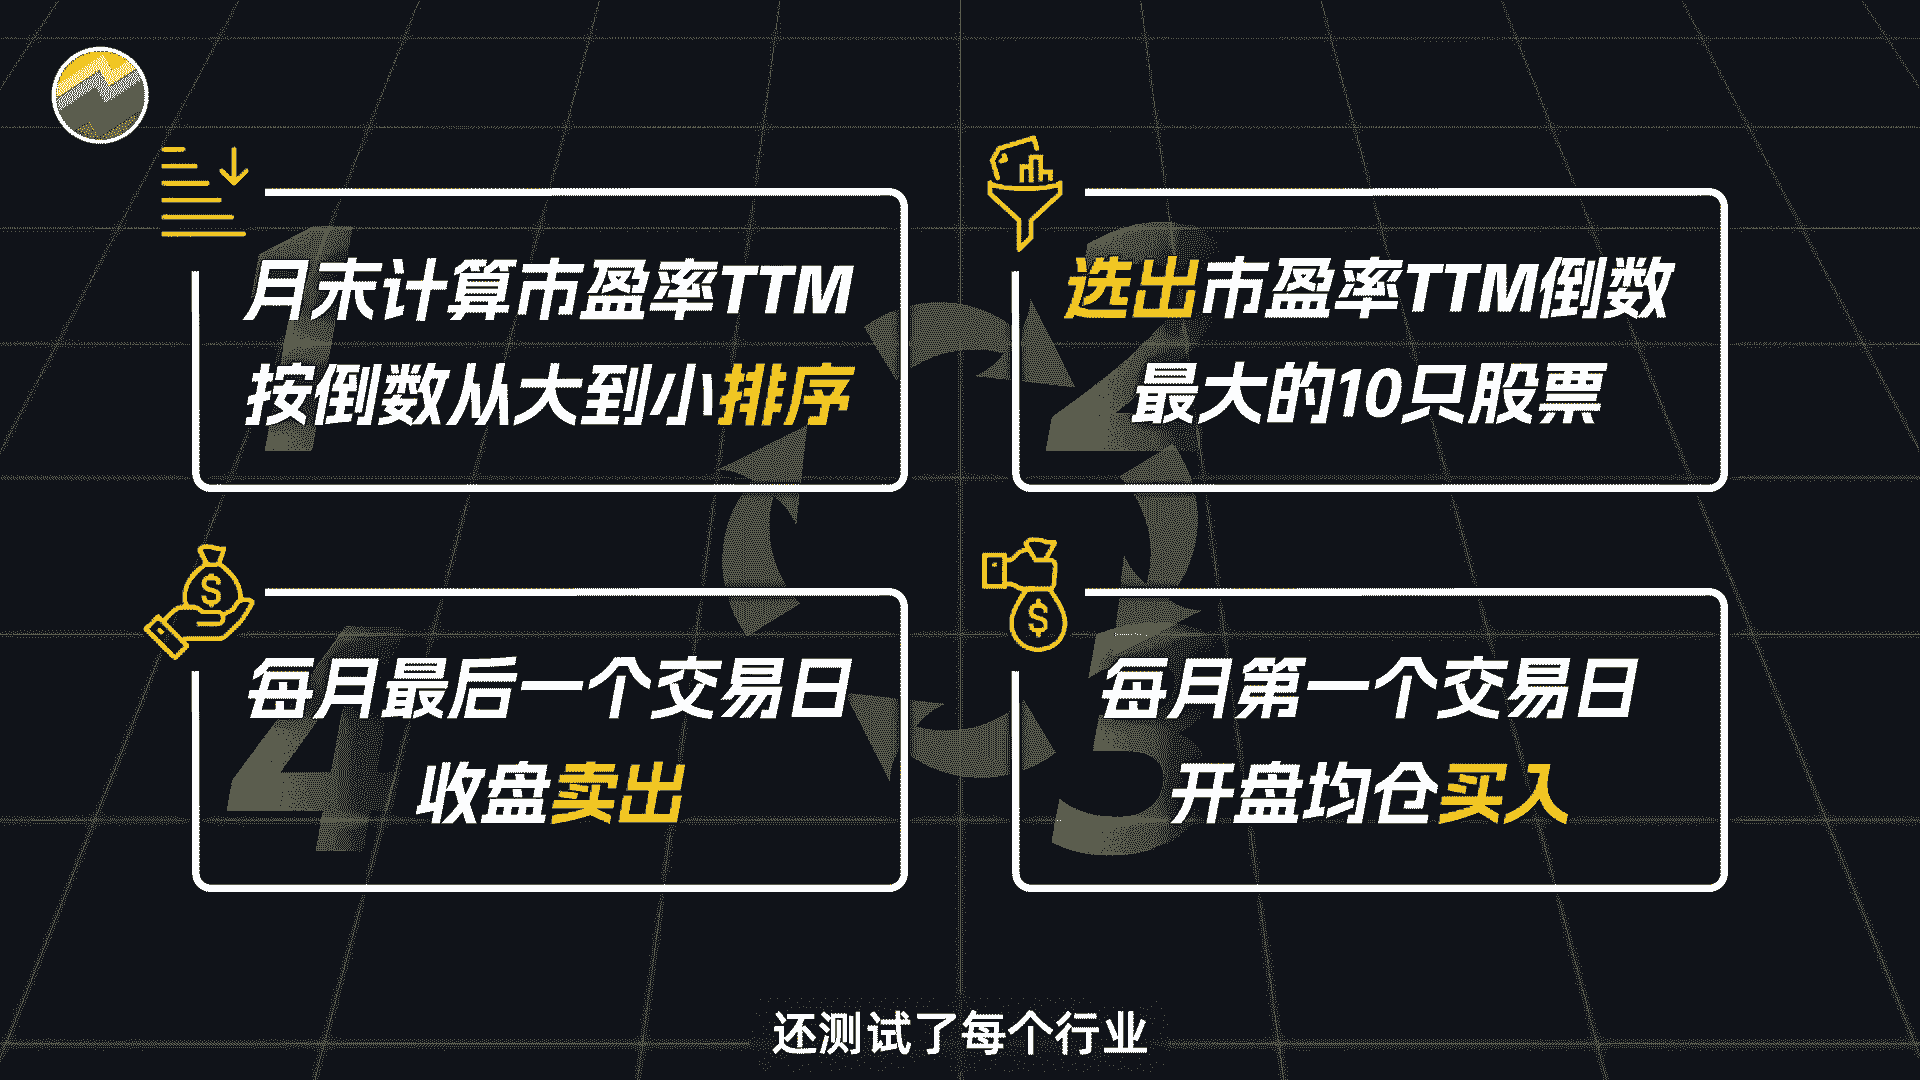 1
月末计算市盈率TTM
按倒数从大到小排序
2
选出市盈率TTM倒数
最大的10只股票
3
每月第一个交易日
开盘均仓买入
4
每月最后一个交易日
收盘卖出
还测试了每个行业